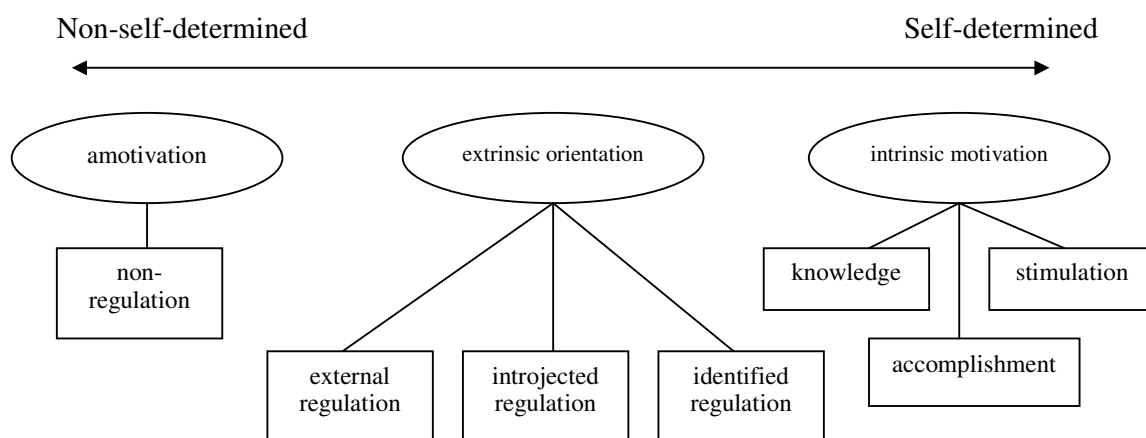 Non-self-determined
Self-determined
amotivation
extrinsic orientation
intrinsic motivation
non-
regulation
knowledge
stimulation
accomplishment
external
regulation
introjected
regulation
identified
regulation